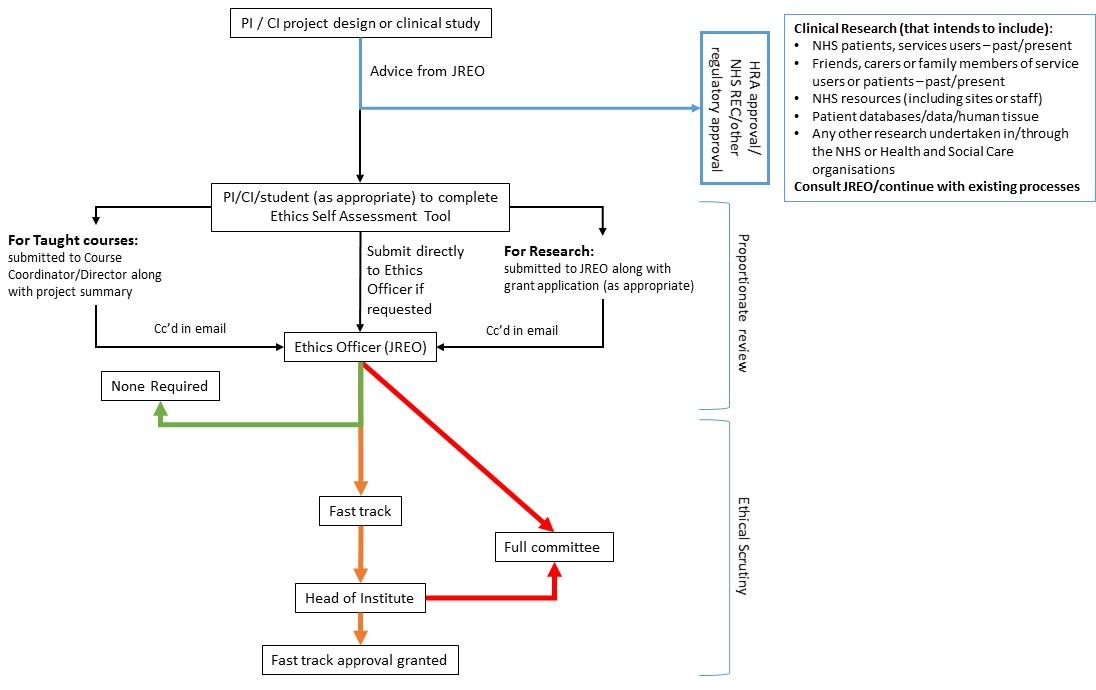 PI / CI project design or clinical study
Advice from JREO
HRA approval/
NHS REC/other
regulatory approval
Clinical Research (that intends to include):
• NHS patients, services users – past/present
• Friends, carers or family members of service
users or patients – past/present
• NHS resources (including sites or staff)
• Patient databases/data/human tissue
• Any other research undertaken in/through
the NHS or Health and Social Care
organisations
Consult JREO/continue with existing processes
PI/CI/student (as appropriate) to complete
Ethics Self Assessment Tool
For Taught courses:
submitted to Course
Coordinator/Director along
with project summary
Submit directly
to Ethics
Officer if
requested
For Research:
submitted to JREO along with
grant application (as appropriate)
Cc’d in email
Cc’d in email
Ethics Officer (JREO)
Proportionate review
None Required
Fast track
Full committee
Head of Institute
Fast track approval granted
Ethical Scrutiny